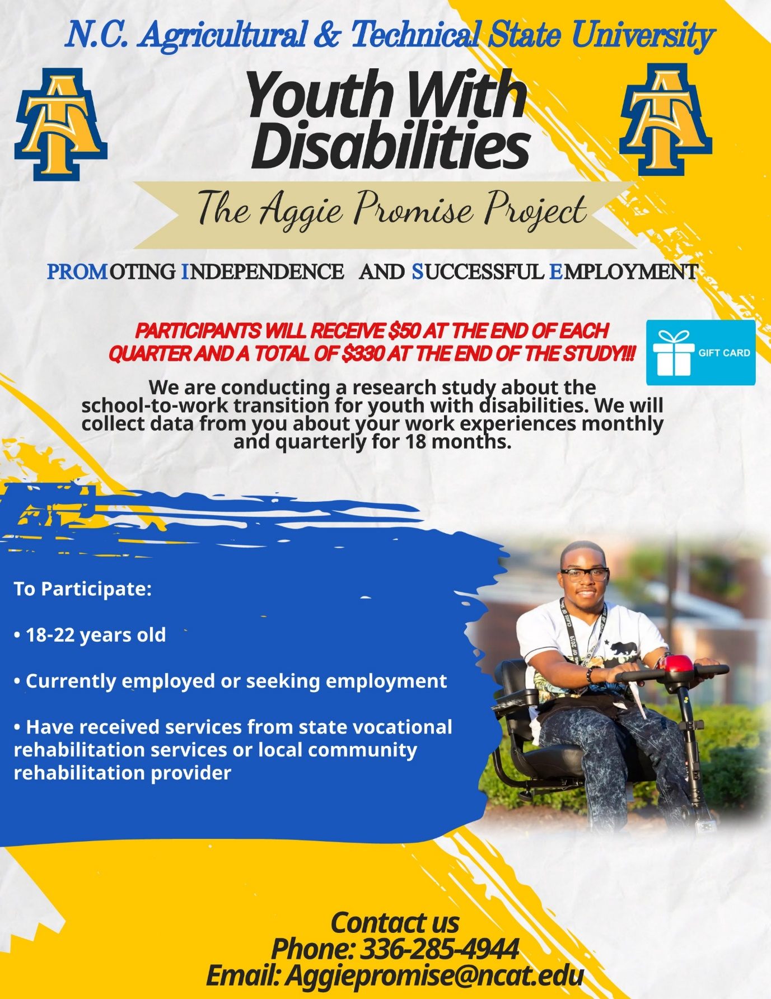 N.C. Agricultural & Technical State University
Youth With
Disabilities
The Aggie Promise Project
PROMOTING INDEPENDENCE AND SUCCESSFUL EMPLOYMENT
PARTICIPANTS WILL RECEIVE $50 AT THE END OF EACH
QUARTER AND A TOTAL OF $330 AT THE END OF THE STUDY!!!
GIFT CARD
We are conducting a research study about the
school-to-work transition for youth with disabilities. We will
collect data from you about your work experiences monthly
and quarterly for 18 months.
To Participate:
• 18-22 years old
• Currently employed or seeking employment
• Have received services from state vocational
rehabilitation services or local community
rehabilitation provider
CLASS OF 2019
Contact us
Phone: 336-285-4944
Email: Aggiepromise@ncat.edu